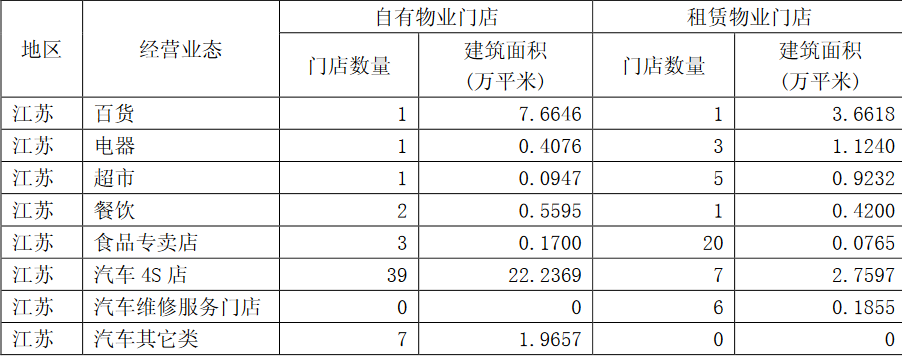 地区 经营业态 自有物业门店 租赁物业门店
门店数量 建筑面积(万平米) 门店数量 建筑面积(万平米)
江苏 百货 1 7.6646 1 3.6618
江苏 电器 1 0.4076 3 1.1240
江苏 超市 1 0.0947 5 0.9232
江苏 餐饮 2 0.5595 1 0.4200
江苏 食品专卖店 3 0.1700 20 0.0765
江苏 汽车 4S 店 39 22.2369 7 2.7597
江苏 汽车维修服务门店 0 0 6 0.1855
江苏 汽车其它类 7 1.9657 0 0